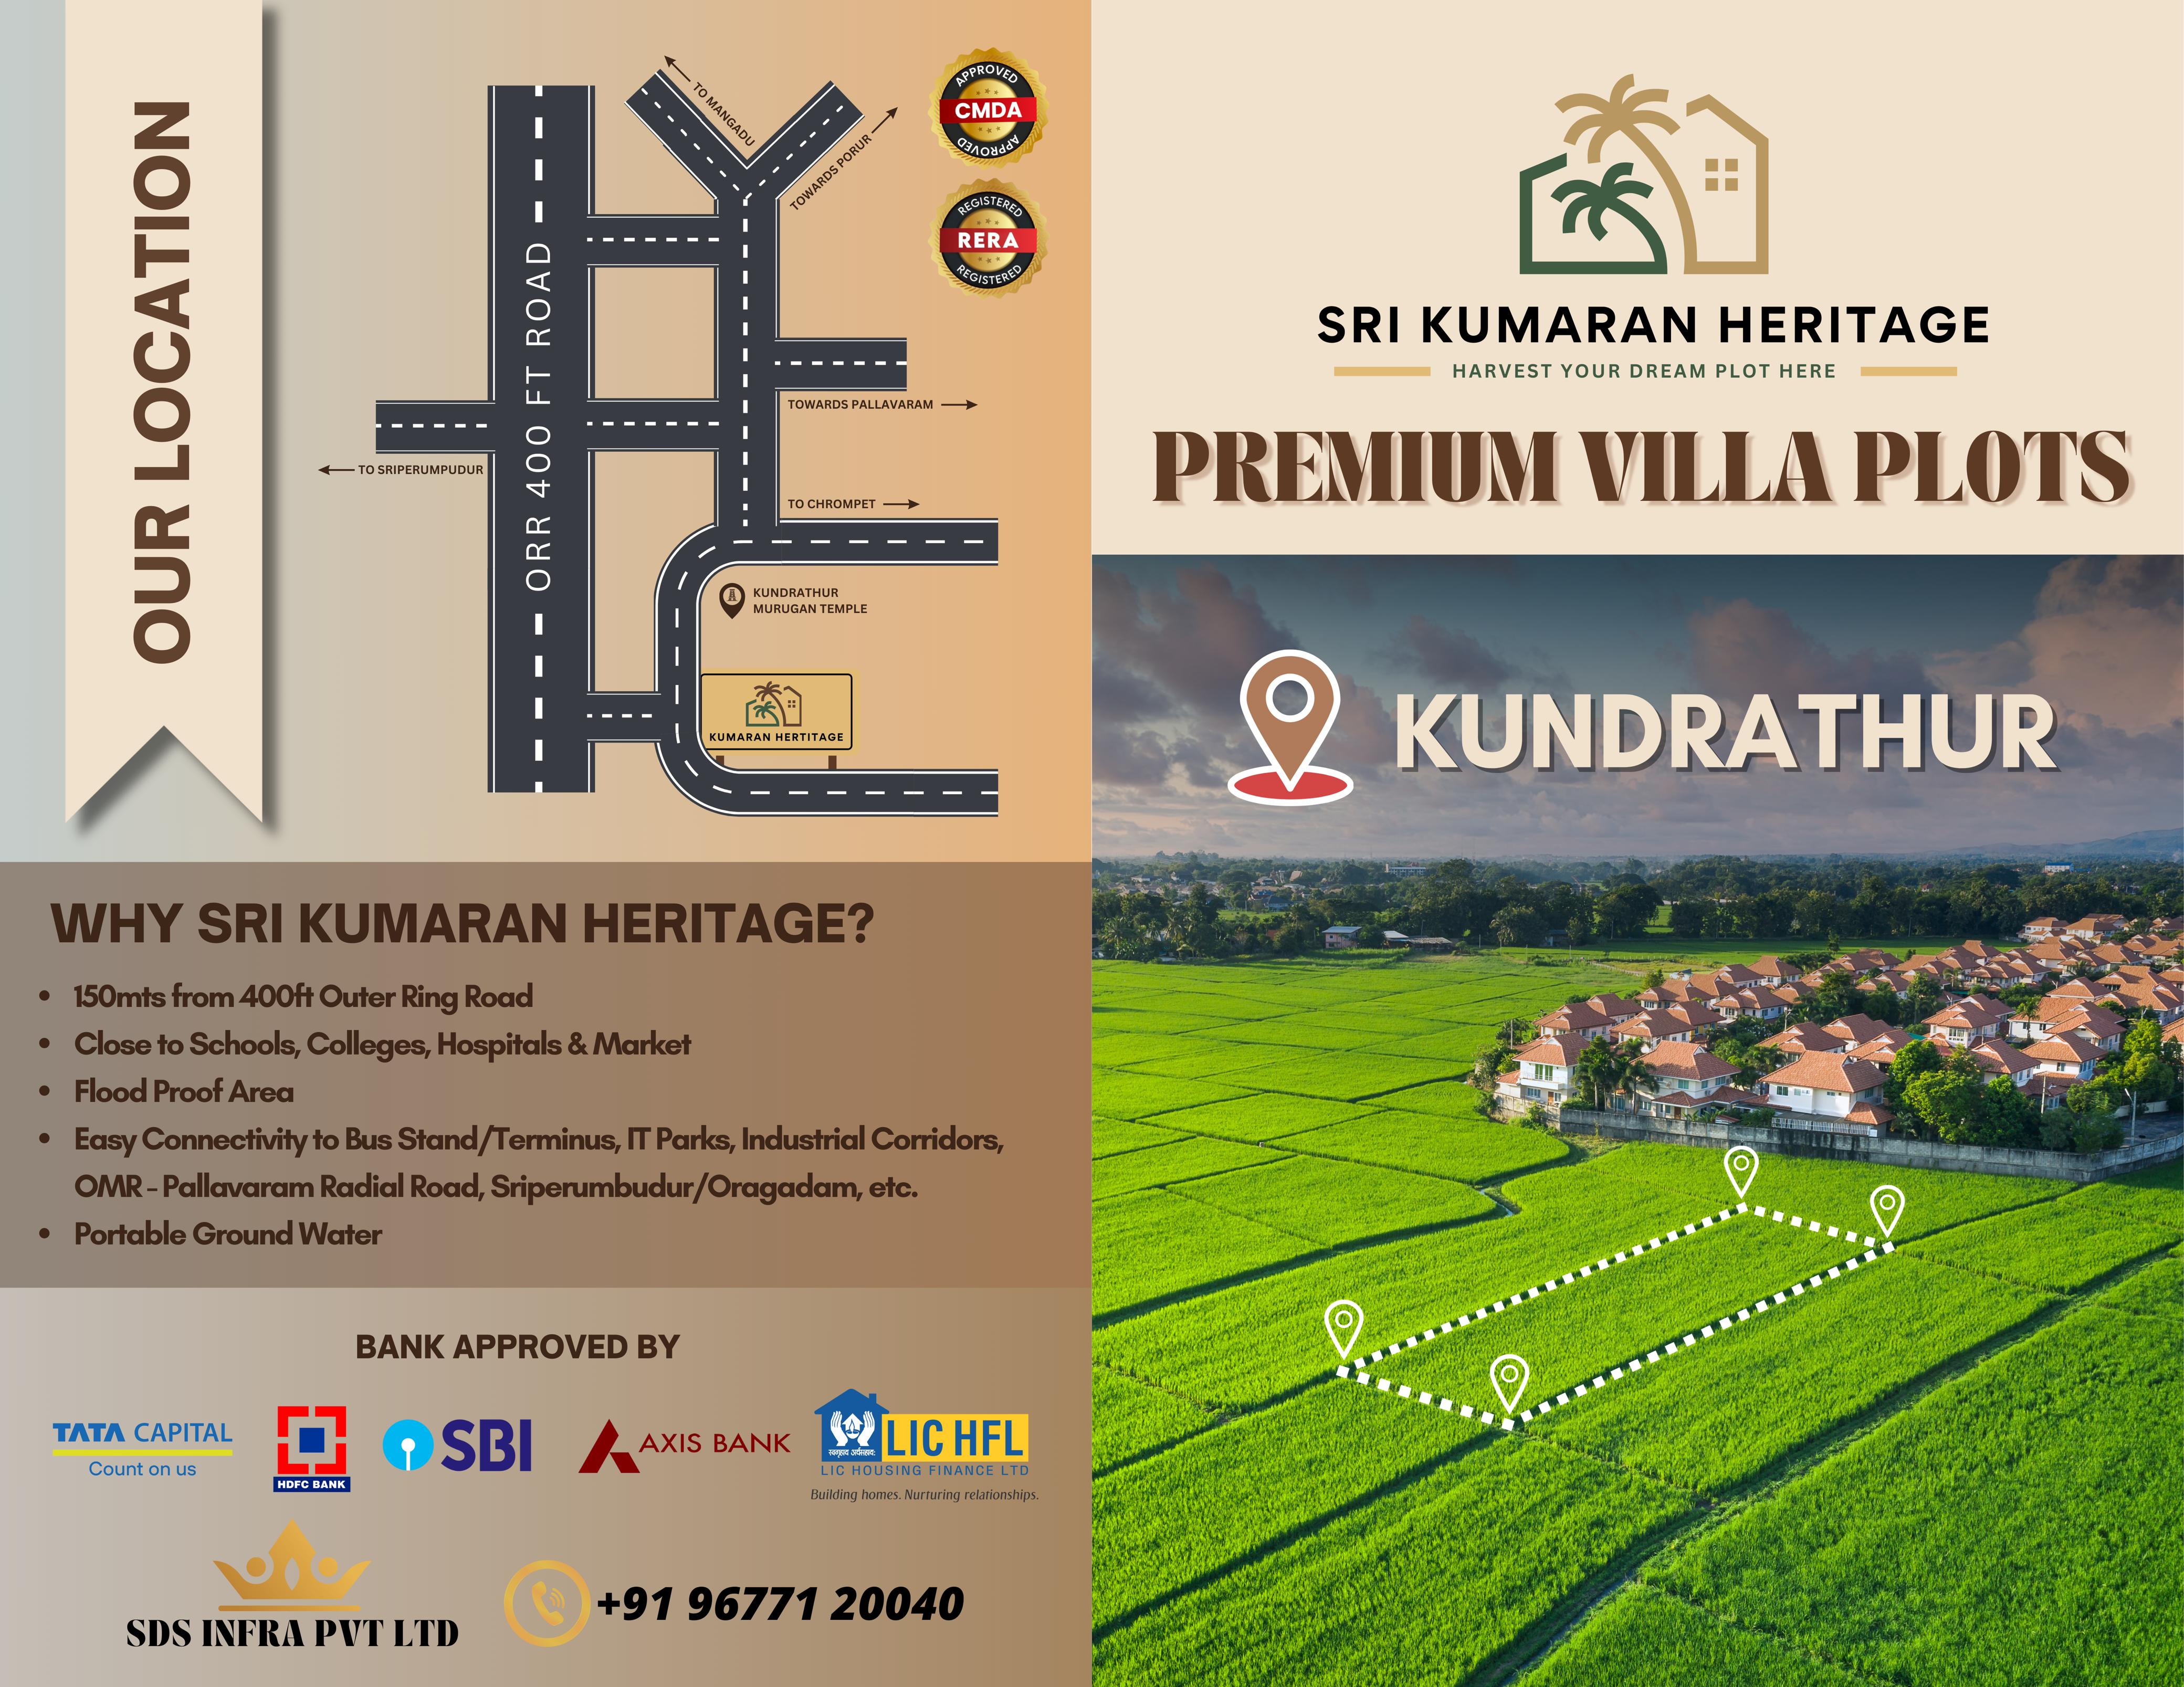 OUR LOCATION
TO MANGADU
TOWARDS PORUR
APPROVED
CMDA
APPROVED
REGISTERED
RERA
REGISTERED
ORR 400 FT ROAD
TOWARDS PALLAVARAM
TO SRIPERUMPUDUR
TO CHROMPET
KUNDRATHUR
MURUGAN TEMPLE
KUMARAN HERTITAGE
WHY SRI KUMARAN HERITAGE?
• 150mts from 400ft Outer Ring Road
• Close to Schools, Colleges, Hospitals & Market
• Flood Proof Area
• Easy Connectivity to Bus Stand/Terminus, IT Parks, Industrial Corridors,
OMR - Pallavaram Radial Road, Sriperumbudur/Oragadam, etc.
• Portable Ground Water
BANK APPROVED BY
TATA CAPITAL
Count on us
HDFC BANK
SBI
AXIS BANK
LIC HFL
LIC HOUSING FINANCE LTD
Building homes. Nurturing relationships.
SDS INFRA PVT LTD
+91 96771 20040
SRI KUMARAN HERITAGE
HARVEST YOUR DREAM PLOT HERE
PREMIUM VILLA PLOTS
KUNDRATHUR